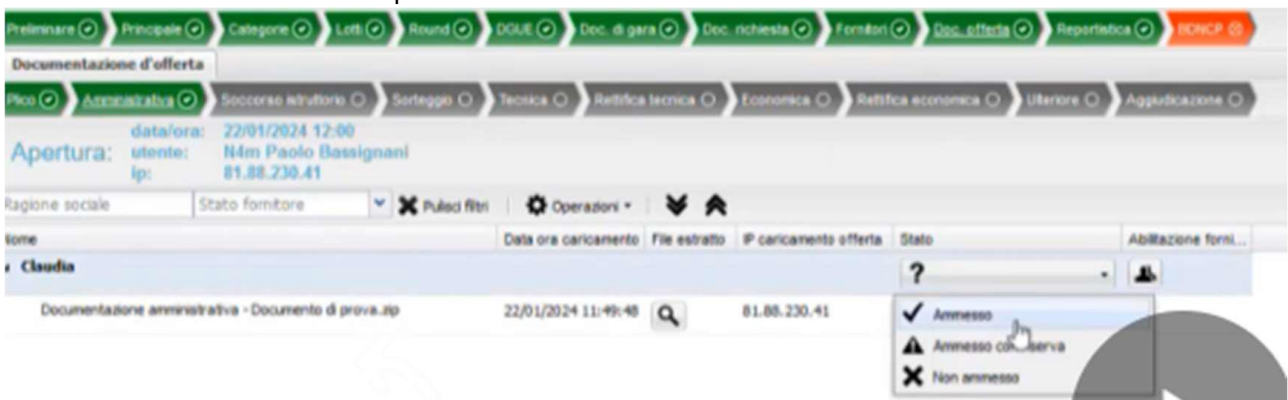 Preliminare Principale Categorie Lotti Round DGUE Doc. di gara Doc. richiesta Fornitori Doc. offerta Reportistica BDNCP
Documentazione d'offerta
Plico Amministrativa Soccorso istruttorio Sorteggio Tecnica Rettifica tecnica Economica Rettifica economica Ulteriore Aggiudicazione
Apertura: data/ora: 22/01/2024 12:00
utente: N4m Paolo Bassignani
ip: 81.88.230.41
Ragione sociale Stato fornitore Pulisci filtri Operazioni
Nome Data ora caricamento File estratto IP caricamento offerta Stato Abilitazione forni...
Claudia ?
Documentazione amministrativa - Documento di prova.zip 22/01/2024 11:49:48 81.88.230.41
Ammesso
Ammesso con riserva
Non ammesso